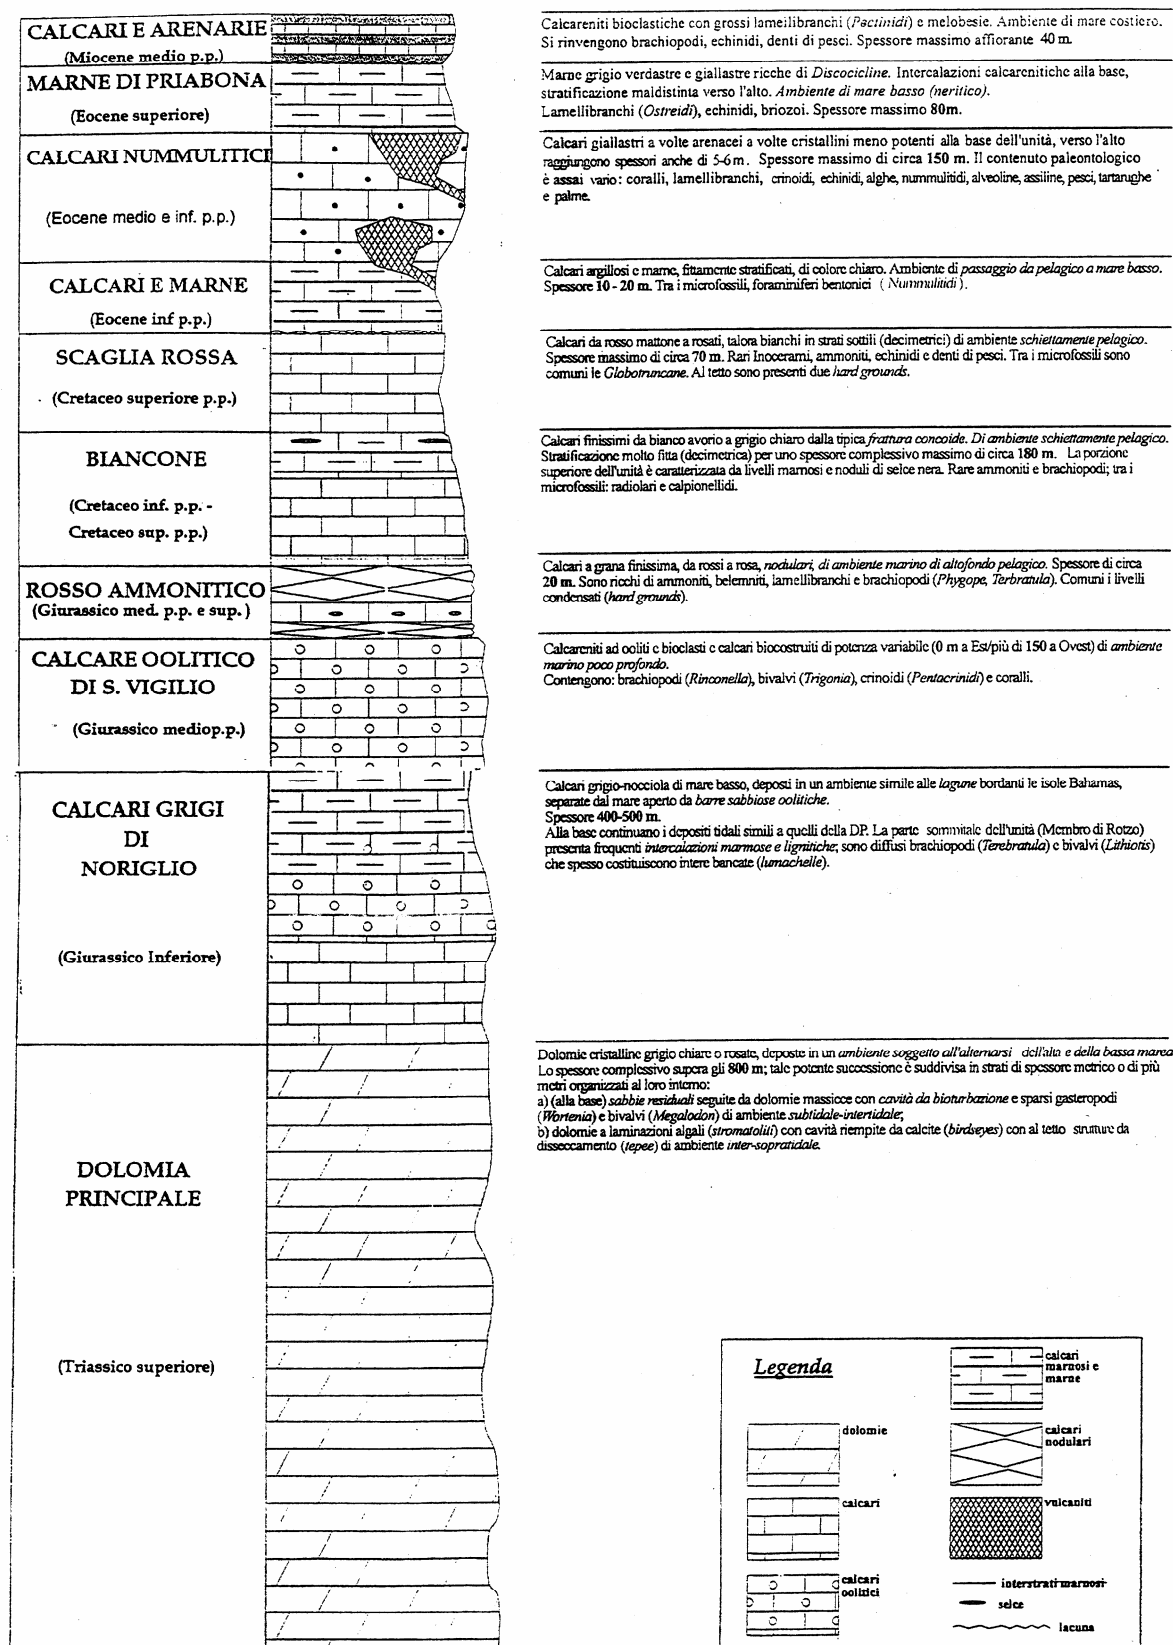 CALCARI E ARENARIE
(Miocene medio p.p.)
Calcareniti bioclastiche con grossi lamellibranchi (Pectinidi) e melobesie. Ambiente di mare costiero.
Si rinvengono brachiopodi, echinidi, denti di pesci. Spessore massimo affiorante 40 m.
MARNE DI PRIABONA
(Eocene superiore)
Marne grigio verdastre e giallastre ricche di Discocicline. Intercalazioni calcarenitiche alla base,
stratificazione maldistinta verso l'alto. Ambiente di mare basso (neritico).
Lamellibranchi (Ostreidi), echinidi, briozoi. Spessore massimo 80m.
CALCARI NUMMULITICI
(Eocene medio e inf. p.p.)
Calcari giallastri a volte arenacei a volte cristallini meno potenti alla base dell'unità, verso l'alto
raggiungono spessori anche di 5-6 m. Spessore massimo di circa 150 m. Il contenuto paleontologico
è assai vario: coralli, lamellibranchi, crinoidi, echinidi, alghe, nummulitidi, alveoline, assiline, pesci, tartarughe
e palme.
CALCARI E MARNE
(Eocene inf p.p.)
Calcari argillosi e marne, fittamente stratificati, di colore chiaro. Ambiente di passaggio da pelagico a mare basso.
Spessore 10 - 20 m. Tra i microfossili, foraminiferi bentonici ( Nummulitidi ).
SCAGLIA ROSSA
(Cretaceo superiore p.p.)
Calcari da rosso mattone a rosati, talora bianchi in strati sottili (decimetrici) di ambiente schiettamente pelagico.
Spessore massimo di circa 70 m. Rari Inocerami, ammoniti, echinidi e denti di pesci. Tra i microfossili sono
comuni le Globotruncane. Al tetto sono presenti due hard grounds.
BIANCONE
(Cretaceo inf. p.p. -
Cretaceo sup. p.p.)
Calcari finissimi da bianco avorio a grigio chiaro dalla tipica frattura concoide. Di ambiente schiettamente pelagico.
Stratificazione molto fitta (decimetrica) per uno spessore complessivo massimo di circa 180 m. La porzione
superiore dell'unità è caratterizzata da livelli marnosi e noduli di selce nera. Rare ammoniti e brachiopodi; tra i
microfossili: radiolari e calpionellidi.
ROSSO AMMONITICO
(Giurassico med. p.p. e sup.)
Calcari a grana finissima, da rossi a rosa, nodulari, di ambiente marino di altofondo pelagico. Spessore di circa
20 m. Sono ricchi di ammoniti, belemniti, lamellibranchi e brachiopodi (Phygope, Terbratula). Comuni i livelli
condensati (hard grounds).
CALCARE OOLITICO
DI S. VIGILIO
(Giurassico mediop.p.)
Calcareniti ad ooliti e bioclasti e calcari biocostruiti di potenza variabile (0 m a Est/più di 150 a Ovest) di ambiente
marino poco profondo.
Contengono: brachiopodi (Rinconella), bivalvi (Trigonia), crinoidi (Pentacrinidi) e coralli.
CALCARI GRIGI
DI
NORIGLIO
(Giurassico Inferiore)
Calcari grigio-nocciola di mare basso, deposti in un ambiente simile alle lagune bordanti le isole Bahamas,
separate dal mare aperto da barre sabbiose oolitiche.
Spessore 400-500 m.
Alla base continuano i depositi tidali simili a quelli della DP. La parte sommitale dell'unità (Membro di Rotzo)
presenta frequenti intercalazioni marnose e lignitiche; sono diffusi brachiopodi (Terebratula) e bivalvi (Lithiotis)
che spesso costituiscono intere bancate (lumachelle).
DOLOMIA
PRINCIPALE
(Triassico superiore)
Dolomie cristalline grigio chiare o rosate, deposte in un ambiente soggetto all'alternarsi dell'alta e della bassa marea
Lo spessore complessivo supera gli 800 m; tale potente successione è suddivisa in strati di spessore metrico o di più
metri organizzati al loro interno:
a) (alla base) sabbie residuali seguite da dolomie massicce con cavità da bioturbazione e sparsi gasteropodi
(Wortenia) e bivalvi (Megalodon) di ambiente subtidale-intertidale;
b) dolomie a laminazioni algali (stromatoliti) con cavità riempite da calcite (birdseyes) con al tetto strutture da
disseccamento (tepee) di ambiente inter-sopratidale.
Legenda
dolomie
calcari
calcari
oolitici
calcari
marnosi e
marne
calcari
nodulari
vulcaniti
interstrati marnosi
selce
lacuna